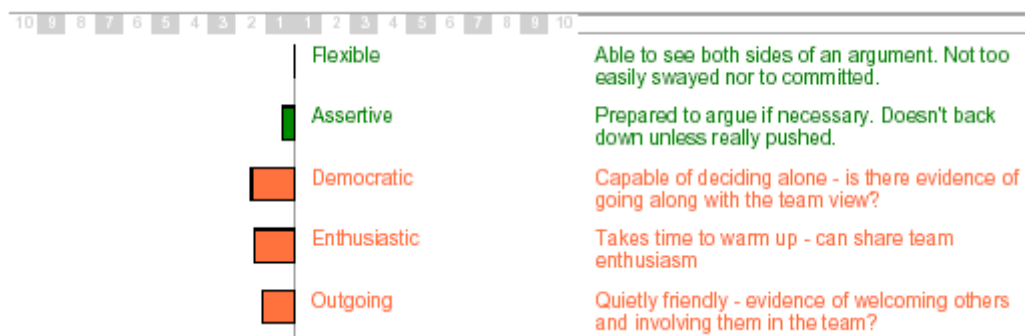 10 9 8 7 6 5 4 3 2 1 1 2 3 4 5 6 7 8 9 10
Flexible
Able to see both sides of an argument. Not too
easily swayed nor to committed.
Assertive
Prepared to argue if necessary. Doesn't back
down unless really pushed.
Democratic
Capable of deciding alone - is there evidence of
going along with the team view?
Enthusiastic
Takes time to warm up - can share team
enthusiasm
Outgoing
Quietly friendly - evidence of welcoming others
and involving them in the team?